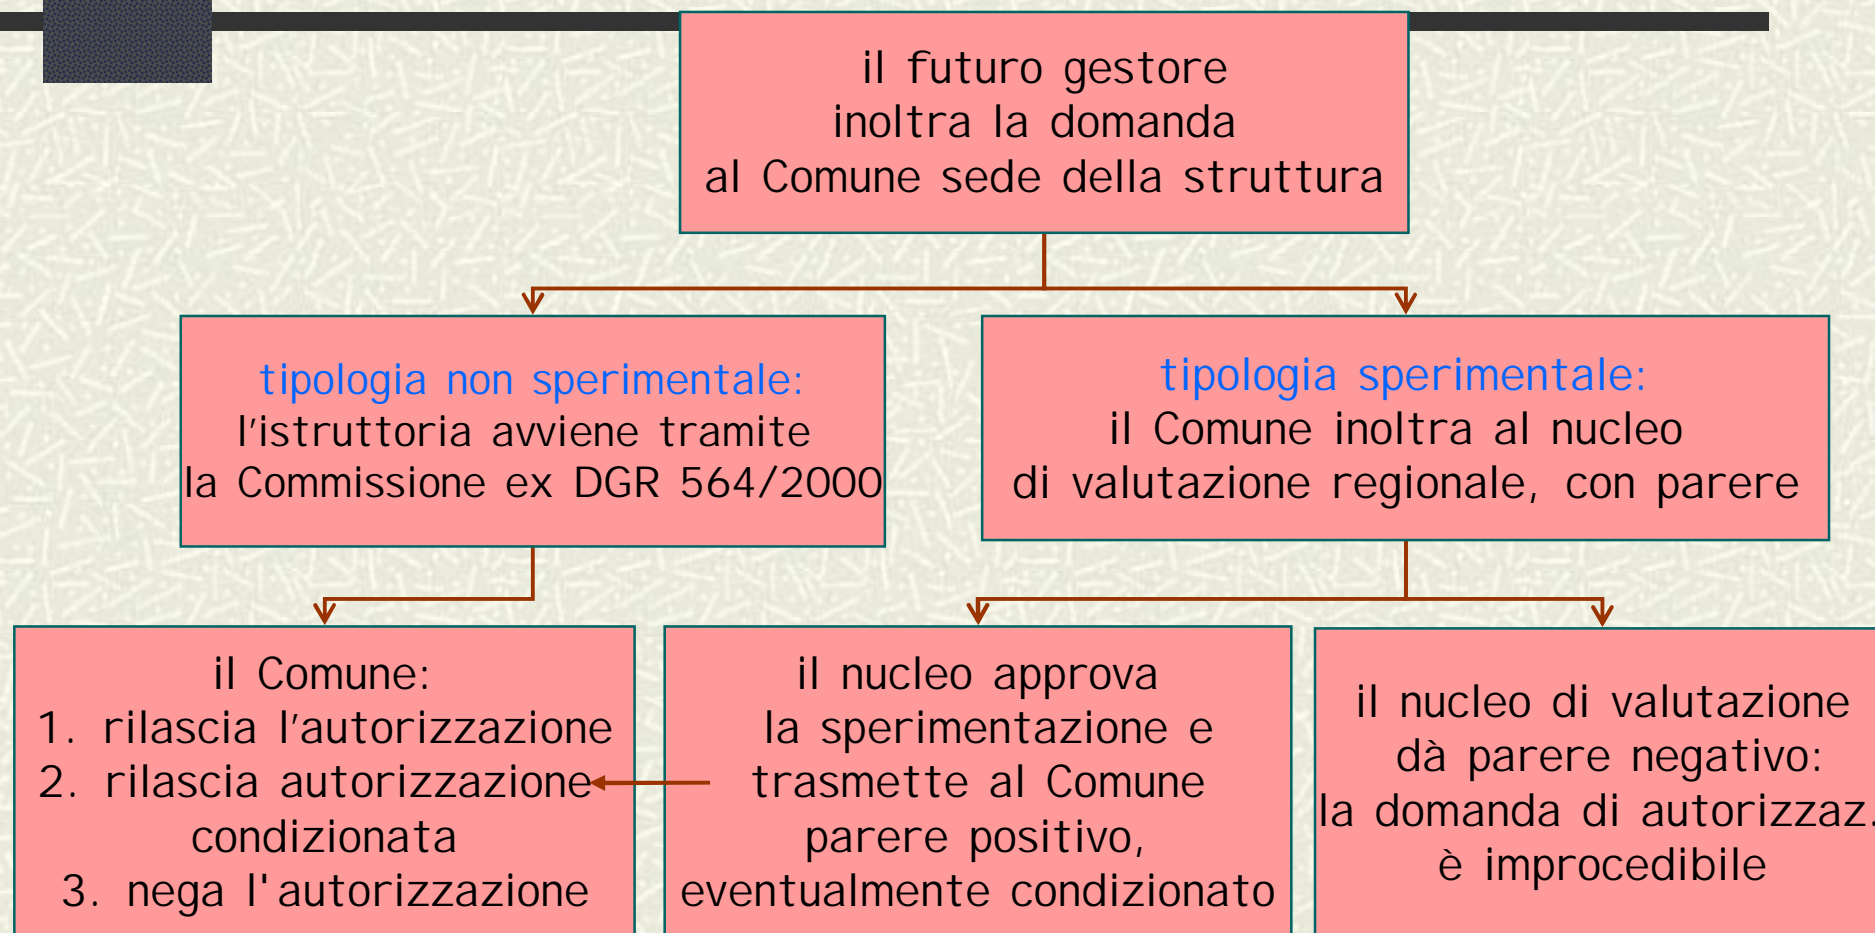 il futuro gestore
inoltra la domanda
al Comune sede della struttura
tipologia non sperimentale:
l'istruttoria avviene tramite
la Commissione ex DGR 564/2000
tipologia sperimentale:
il Comune inoltra al nucleo
di valutazione regionale, con parere
il Comune:
1. rilascia l'autorizzazione
2. rilascia autorizzazione
condizionata
3. nega l'autorizzazione
il nucleo approva
la sperimentazione e
trasmette al Comune
parere positivo,
eventualmente condizionato
il nucleo di valutazione
dà parere negativo:
la domanda di autorizzaz.
è improcedibile